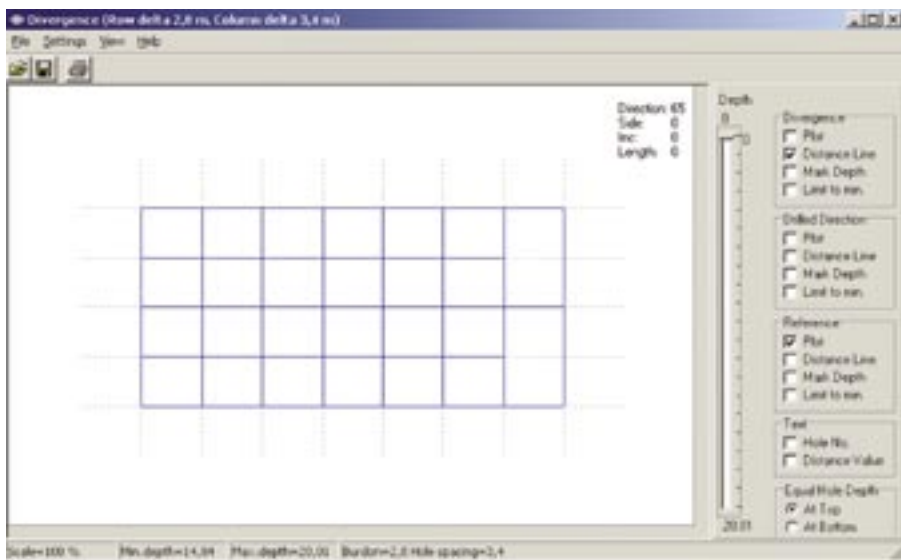 Divergence (Row delta 2,8 m, Column delta 3,4 m)
File Settings View Help
Direction: 65
Side: 0
Inc: 0
Length: 0
Depth
0
0
20.01
Divergence
Plot
Distance Line
Mark Depth
Limit to min.
Drilled Direction
Plot
Distance Line
Mark Depth
Limit to min.
Reference
Plot
Distance Line
Mark Depth
Limit to min.
Text
Hole No.
Distance Value
Equal Hole Depth
At Top
At Bottom
Scale=100 % Min.depth=14,84 Max.depth=20,01 Burden=2,8 Hole spacing=3,4